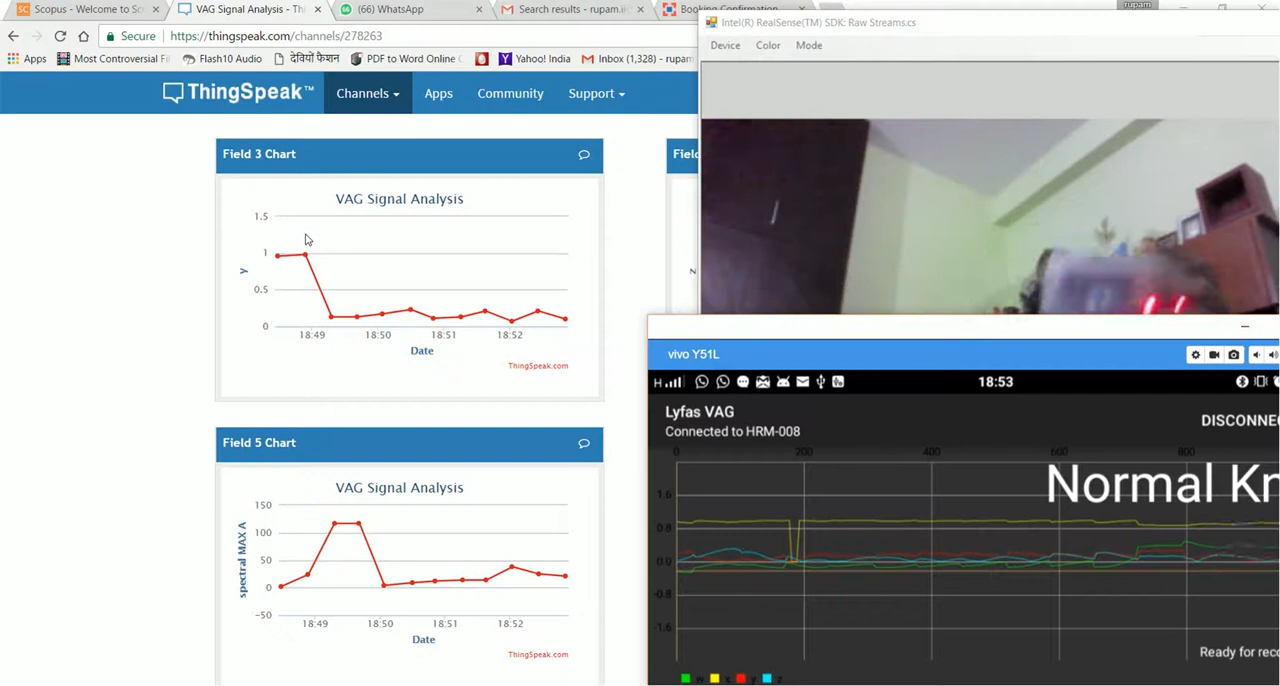 Scopus - Welcome to Sco
VAG Signal Analysis - Thi
(66) WhatsApp
Search results - rupam.ii
Booking Confirmation
rupam
Secure
https://thingspeak.com/channels/278263
Apps
Most Controversial Fi
Flash10 Audio
देवियों फैशन
PDF to Word Online
Yahoo! India
Inbox (1,328) - rupam
ThingSpeak™
Channels
Apps
Community
Support
Intel(R) RealSense(TM) SDK: Raw Streams.cs
Device
Color
Mode
Field 3 Chart
VAG Signal Analysis
1.5
1
0.5
0
y
18:49
18:50
18:51
18:52
Date
ThingSpeak.com
Fiel
z
Field 5 Chart
VAG Signal Analysis
150
100
50
0
-50
spectral MAX A
18:49
18:50
18:51
18:52
Date
ThingSpeak.com
vivo Y51L
H
18:53
Lyfas VAG
Connected to HRM-008
DISCONNE
0
200
400
600
800
Normal Kn
1.6
0.8
0.0
-0.8
-1.6
Ready for reco
w
x
y
z